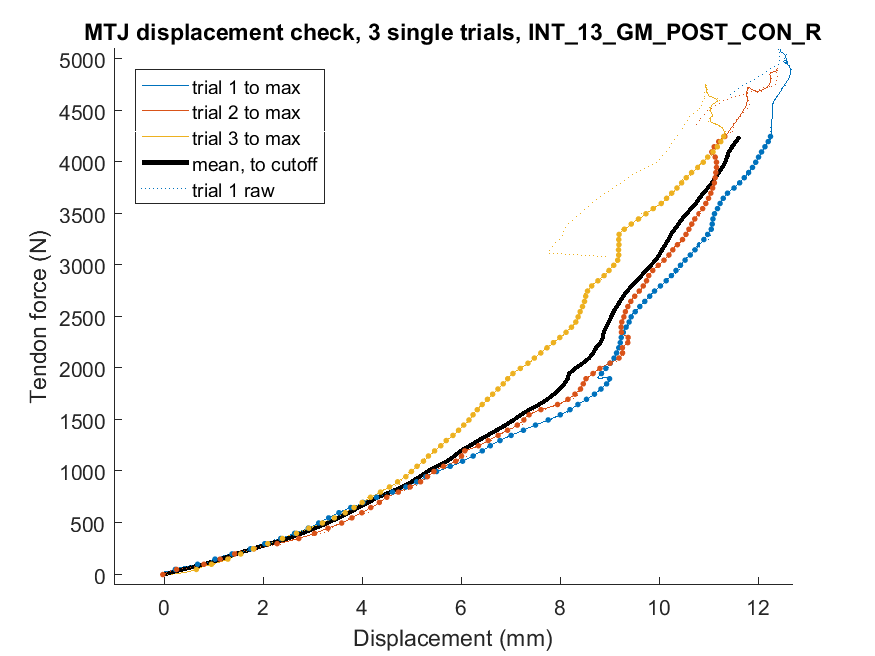 MTJ displacement check, 3 single trials, INT_13_GM_POST_CON_R
5000
4500
4000
3500
3000
2500
2000
1500
1000
500
0
Tendon force (N)
trial 1 to max
trial 2 to max
trial 3 to max
mean, to cutoff
trial 1 raw
0 2 4 6 8 10 12
Displacement (mm)